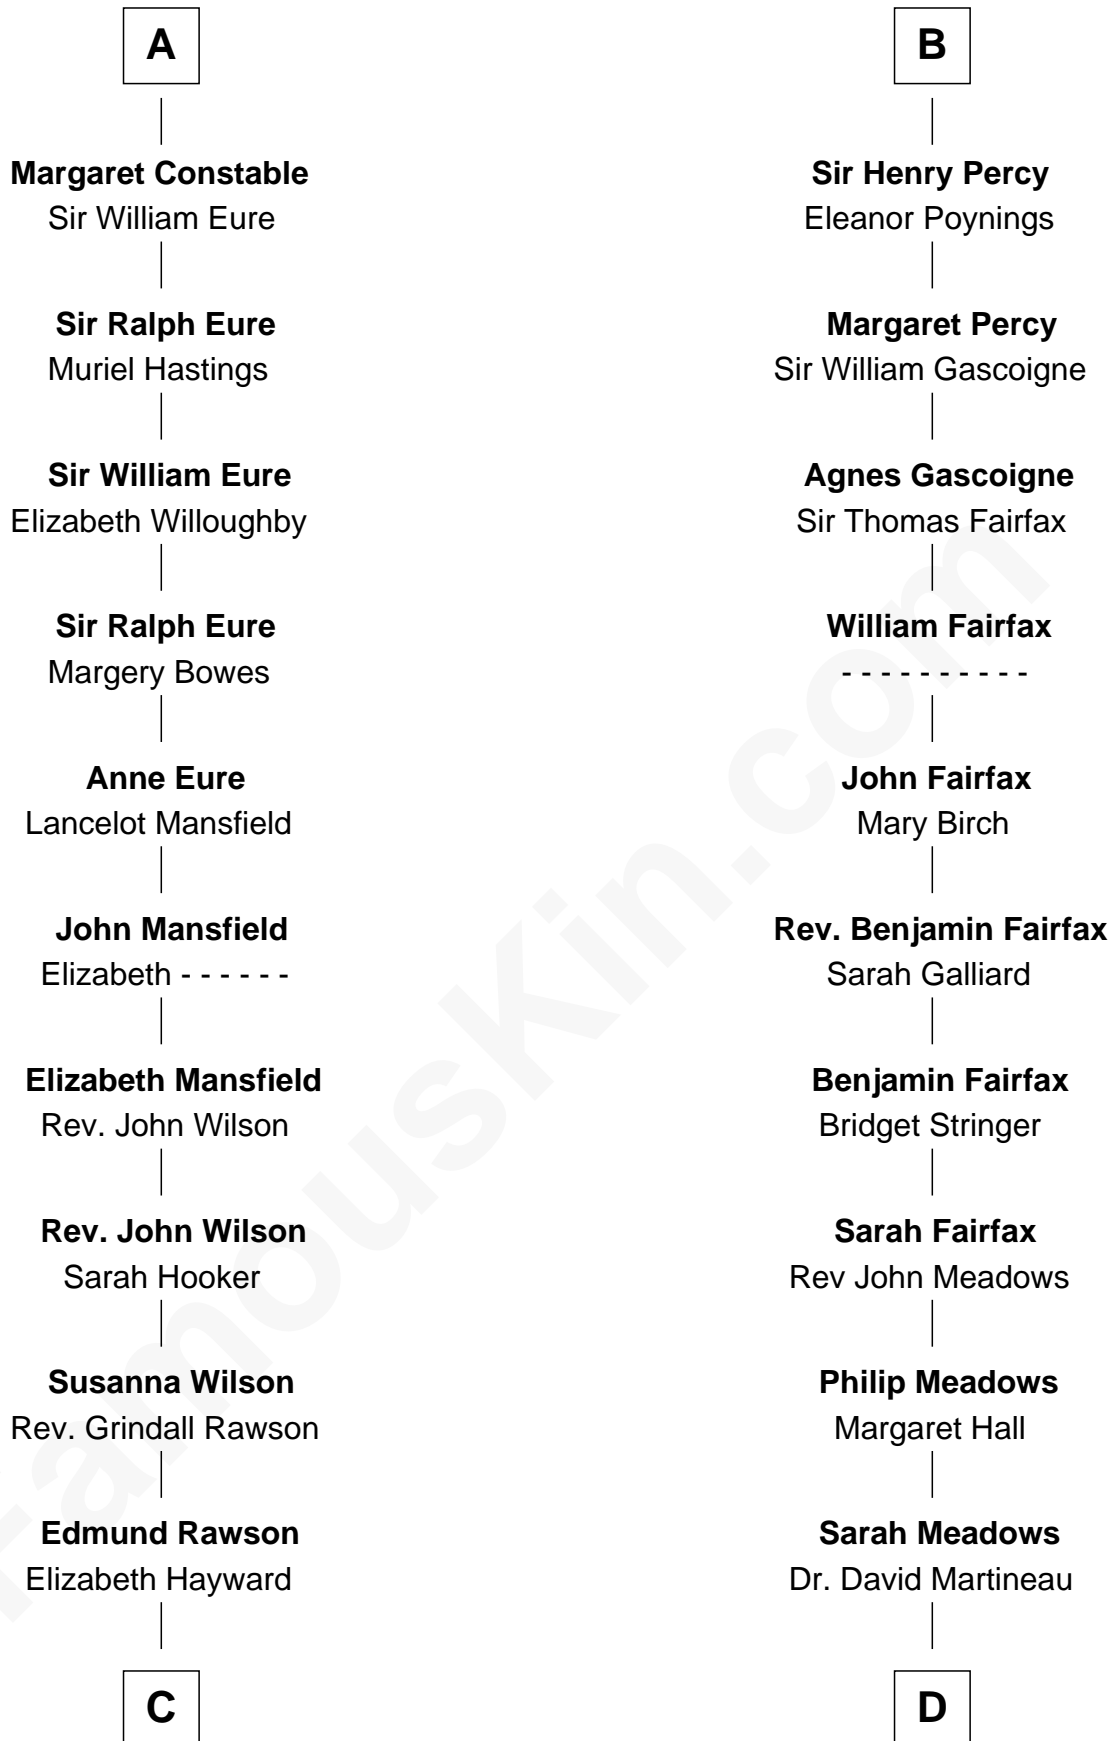 A
Margaret Constable
Sir William Eure
Sir Ralph Eure
Muriel Hastings
Sir William Eure
Elizabeth Willoughby
Sir Ralph Eure
Margery Bowes
Anne Eure
Lancelot Mansfield
John Mansfield
Elizabeth - - - - - -
Elizabeth Mansfield
Rev. John Wilson
Rev. John Wilson
Sarah Hooker
Susanna Wilson
Rev. Grindall Rawson
Edmund Rawson
Elizabeth Hayward
C
B
Sir Henry Percy
Eleanor Poynings
Margaret Percy
Sir William Gascoigne
Agnes Gascoigne
Sir Thomas Fairfax
William Fairfax
- - - - - - - - - -
John Fairfax
Mary Birch
Rev. Benjamin Fairfax
Sarah Galliard
Benjamin Fairfax
Bridget Stringer
Sarah Fairfax
Rev John Meadows
Philip Meadows
Margaret Hall
Sarah Meadows
Dr. David Martineau
D
FamousKin.com